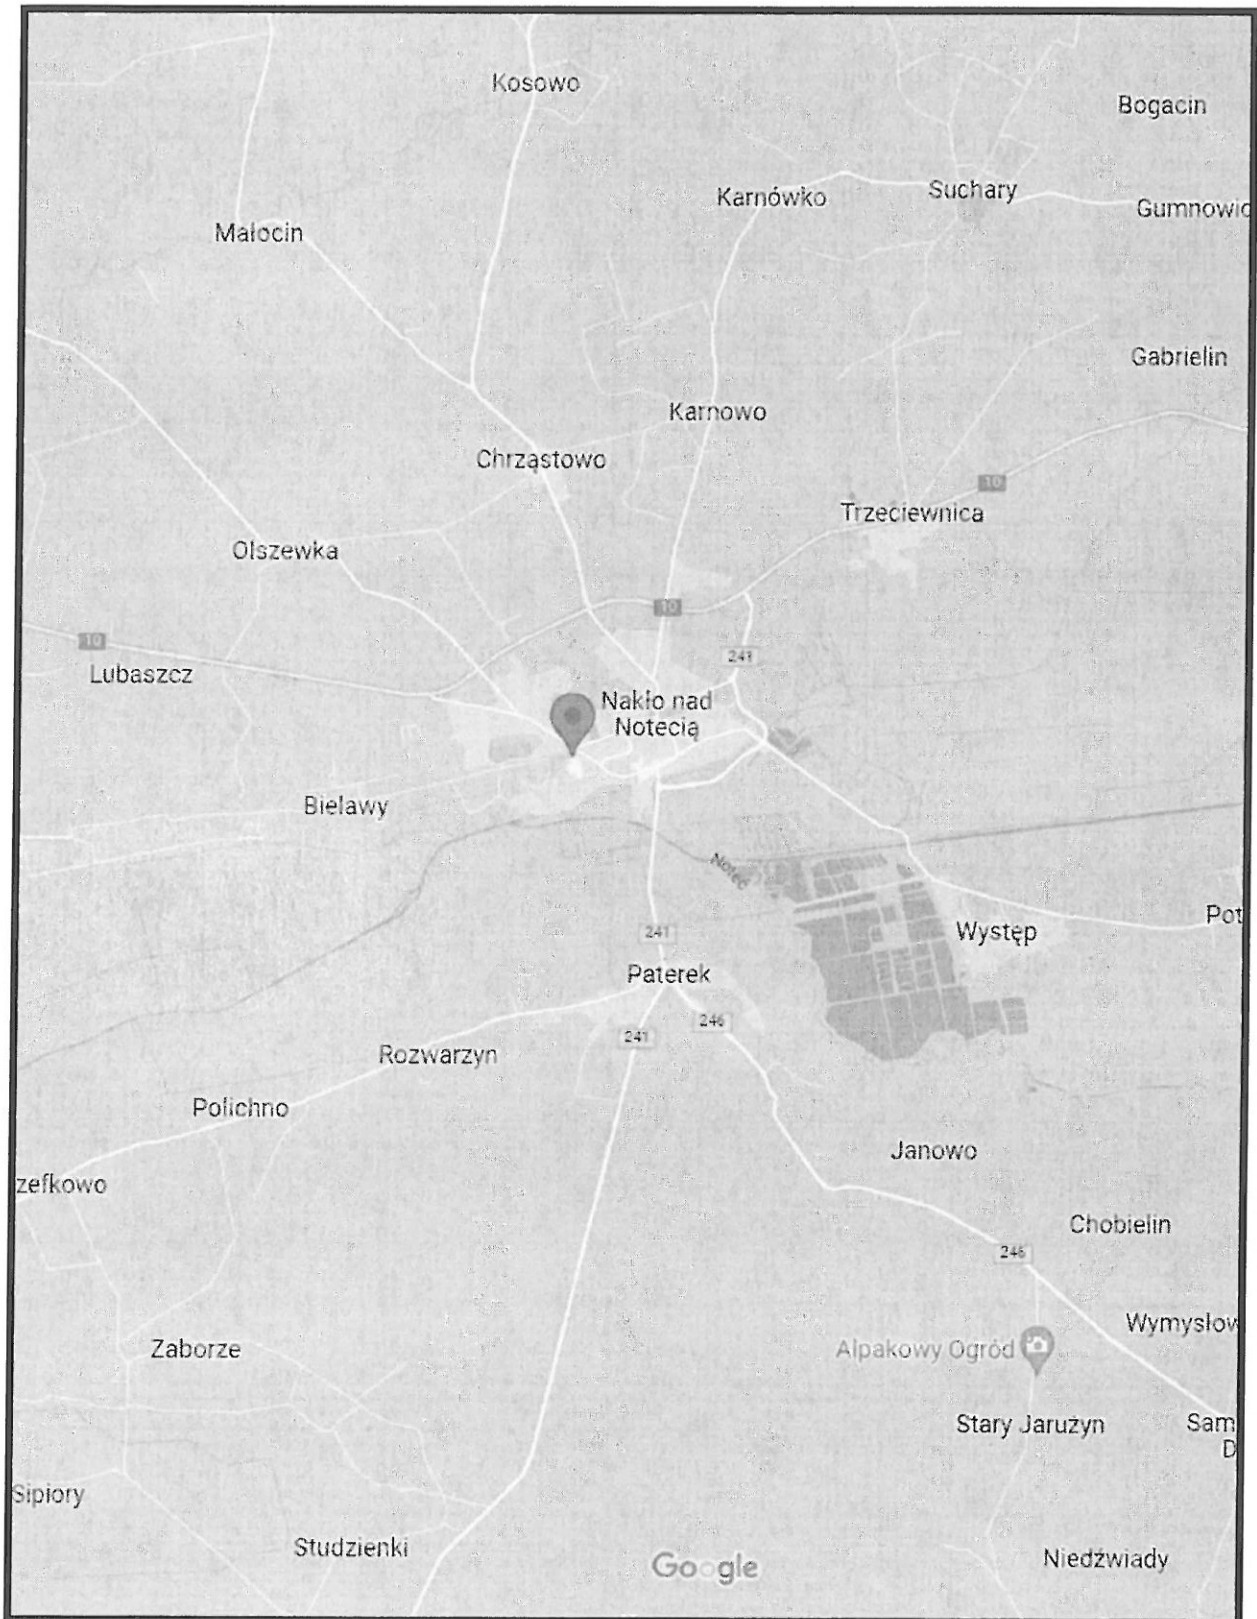 Kosowo
Bogacin
Karnówko
Suchary
Gumnowic
Małocin
Gabrielin
Karnowo
Chrząstowo
10
Trzeciewnica
Olszewka
10
10
Lubaszcz
241
Nakło nad
Notecią
Bielawy
Noteć
Pot
241
Występ
Paterek
246
241
Rozwarzyn
Polichno
Janowo
zefkowo
Chobielin
246
Wymysłow
Zaborze
Alpakowy Ogród
Stary Jarużyn
Sam
D
Sipiory
Studzienki
Google
Niedźwiady